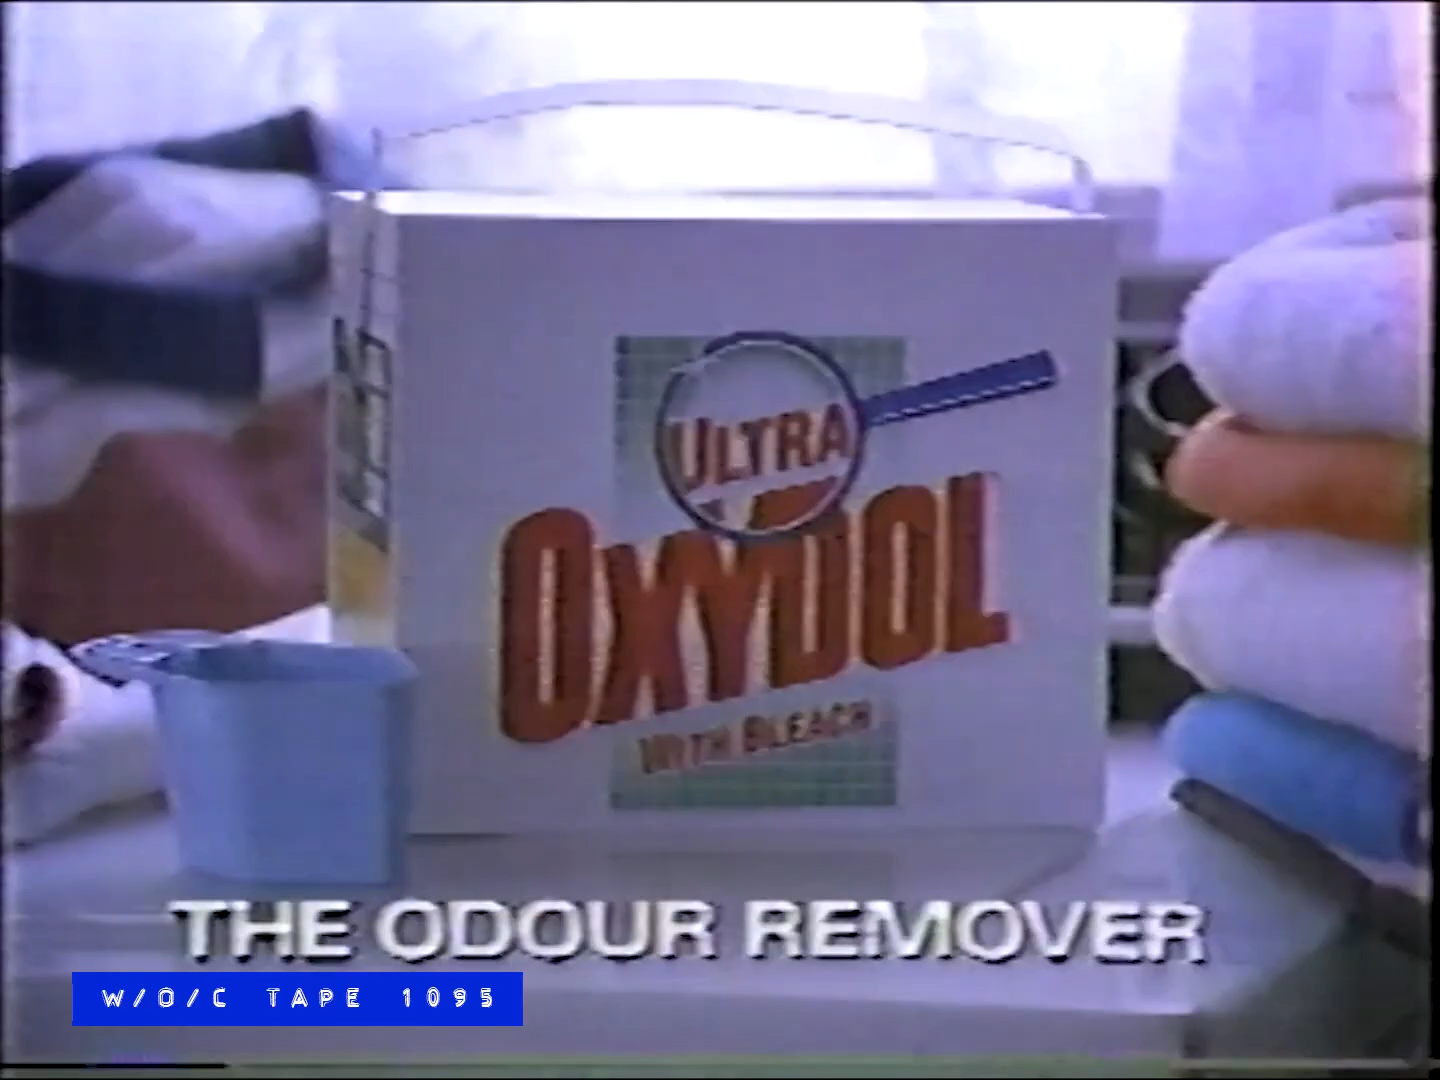 ULTRA
OXYDOL
WITH BLEACH
THE ODOUR REMOVER
W/O/C TAPE 1095